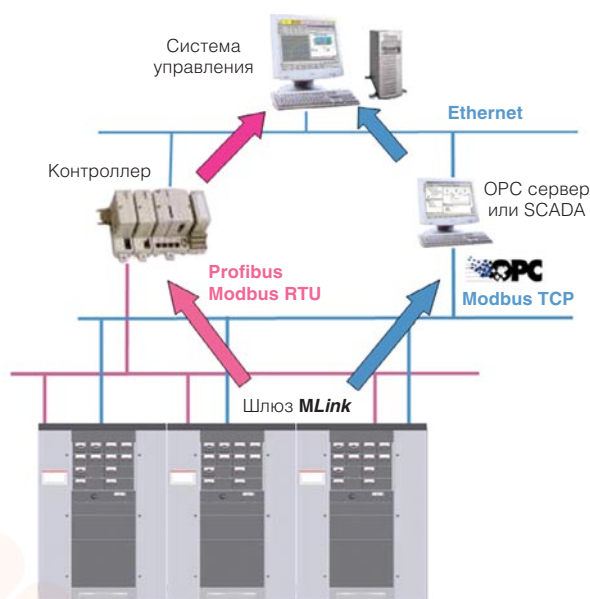 Система
управления
Ethernet
Контроллер
OPC сервер
или SCADA
OPC
Profibus
Modbus RTU
Modbus TCP
Шлюз MLink